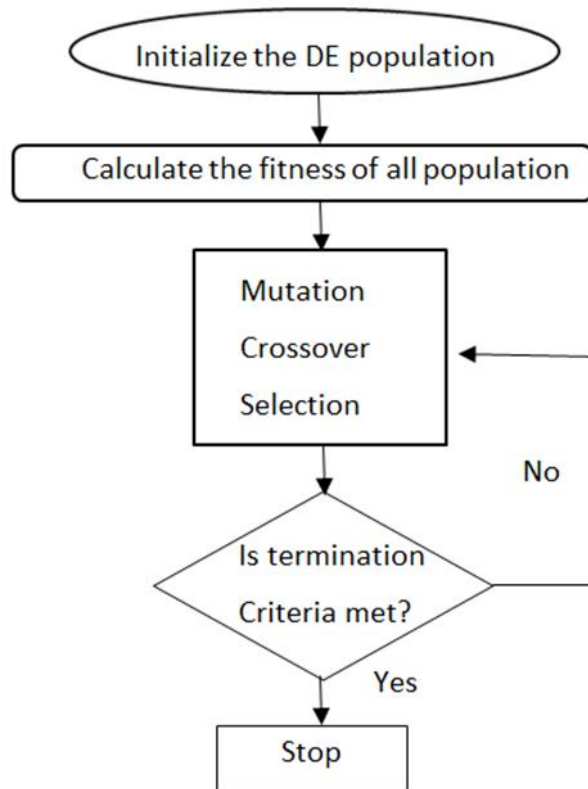 Initialize the DE population
Calculate the fitness of all population
Mutation
Crossover
Selection
No
Is termination
Criteria met?
Yes
Stop